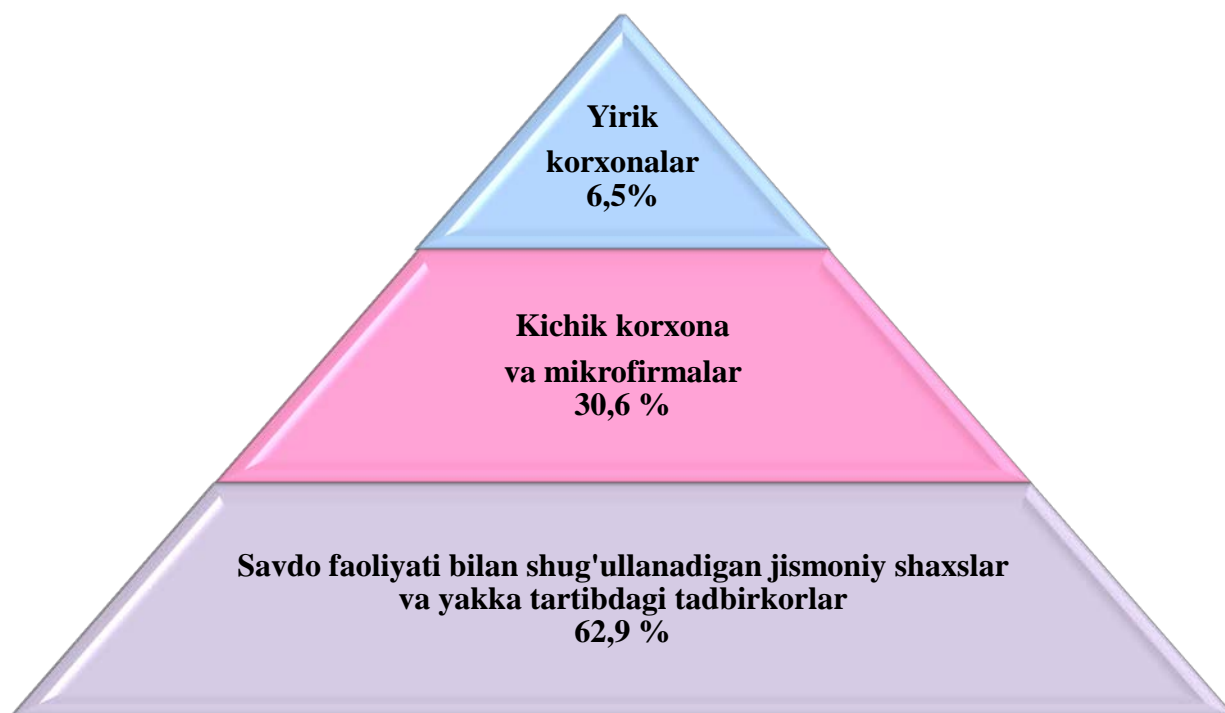 Yirik
korxonalar
6,5%
Kichik korxona
va mikrofirmalar
30,6 %
Savdo faoliyati bilan shug'ullanadigan jismoniy shaxslar
va yakka tartibdagi tadbirkorlar
62,9 %